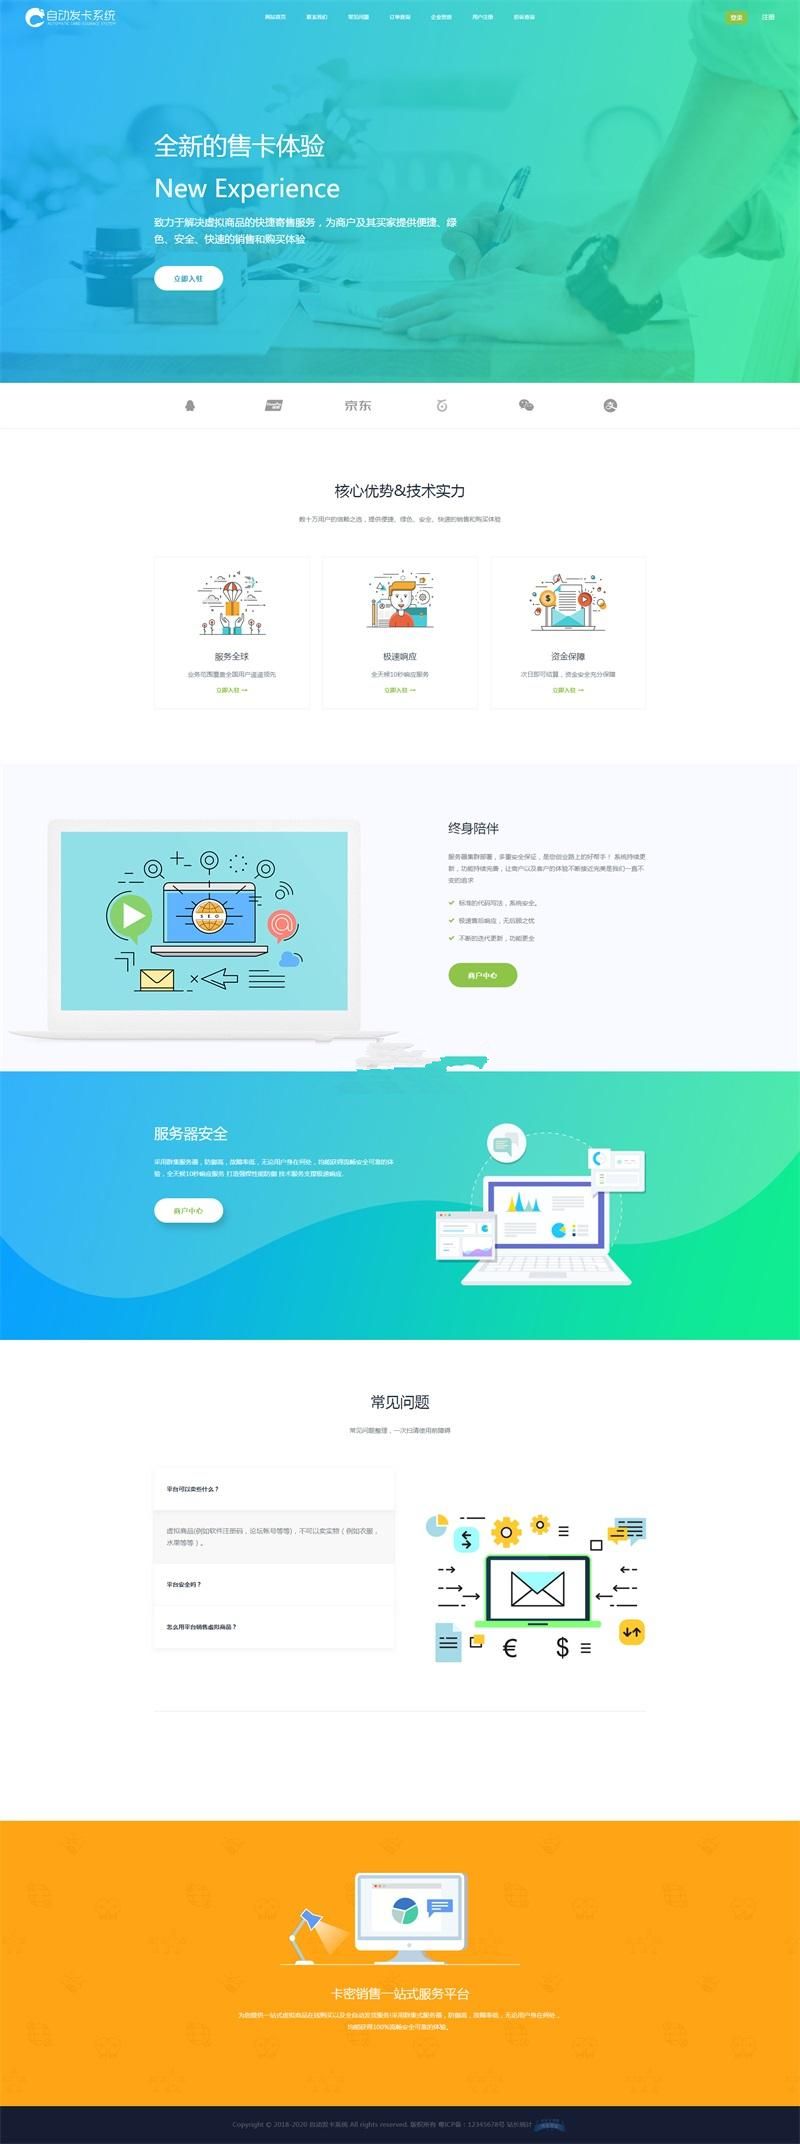 自动发卡系统
AUTOMATIC CARD ISSUANCE SYSTEM
网站首页 联系我们 常见问题 订单查询 企业资质 用户注册 投诉查询
登录 注册
全新的售卡体验
New Experience
致力于解决虚拟商品的快捷寄售服务，为商户及其买家提供便捷、绿
色、安全、快速的销售和购买体验
立即入驻
京东
核心优势&技术实力
数十万用户的信赖之选，提供便捷、绿色、安全、快速的销售和购买体验
服务全球
业务范围覆盖全国用户遥遥领先
立即入驻 →
极速响应
全天候10秒响应服务
立即入驻 →
资金保障
次日即可结算，资金安全充分保障
立即入驻 →
SEO
终身陪伴
服务器集群部署，多重安全保证，是您创业路上的好帮手！ 系统持续更
新，功能持续完善，让商户以及客户的体验不断接近完美是我们一直不
变的追求
标准的代码写法，系统安全。
极速售后响应，无后顾之忧
不断的迭代更新，功能更全
商户中心
服务器安全
采用群集服务器，防御高，故障率低，无论用户身在何处，均能获得流畅安全可靠的体
验，全天候10秒响应服务 打造强悍性能防御 技术服务支撑极速响应.
商户中心
常见问题
常见问题整理，一次扫清使用前障碍
平台可以卖些什么？
虚拟商品(例如软件注册码，论坛帐号等等)，不可以卖实物（例如衣服，
水果等等）。
平台安全吗？
怎么用平台销售虚拟商品？
卡密销售一站式服务平台
为您提供一站式虚拟商品在线购买以及全自动发货服务!采用群集式服务器，防御高，故障率低，无论用户身在何处，
均能获得100%流畅安全可靠的体验。
Copyright © 2018-2020 自动发卡系统 All rights reserved. 版权所有 粤ICP备：12345678号 站长统计